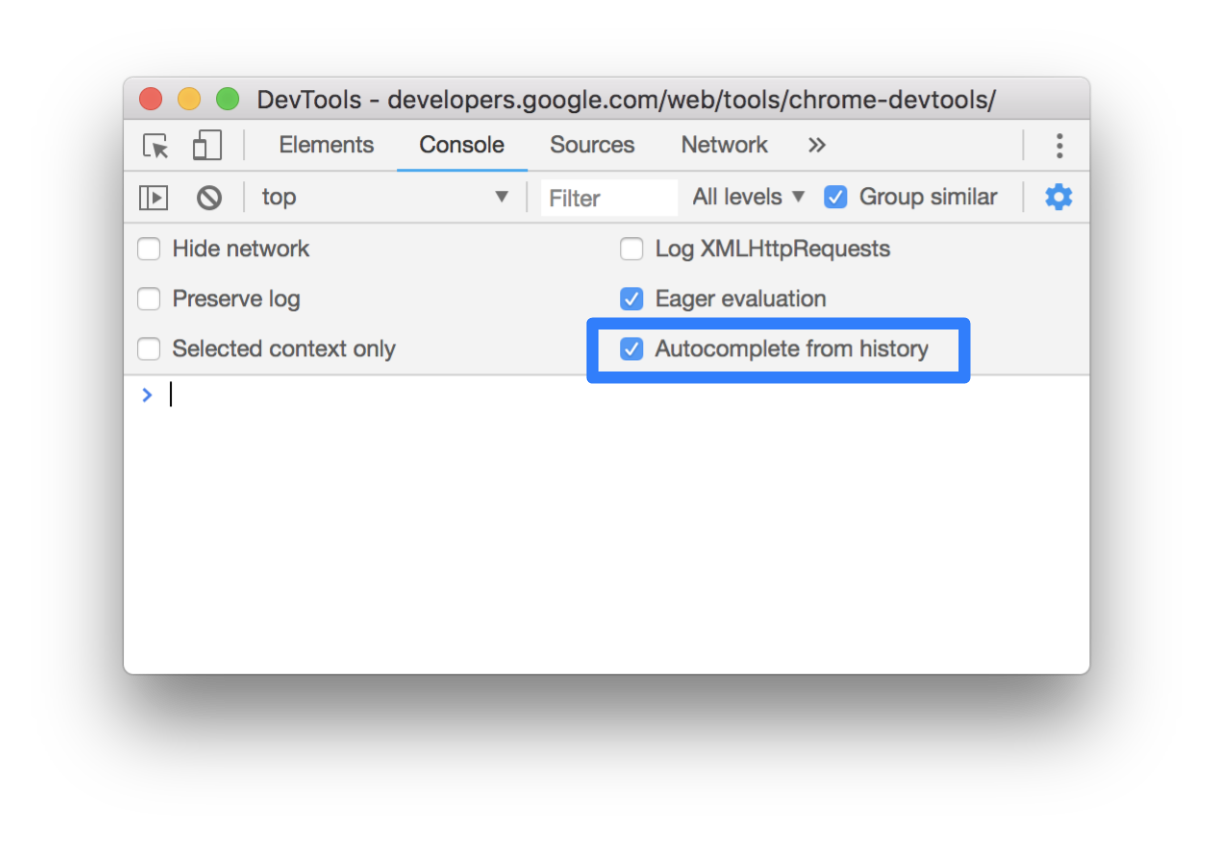 DevTools - developers.google.com/web/tools/chrome-devtools/
Elements Console Sources Network »
top Filter All levels Group similar
Hide network Log XMLHttpRequests
Preserve log Eager evaluation
Selected context only Autocomplete from history